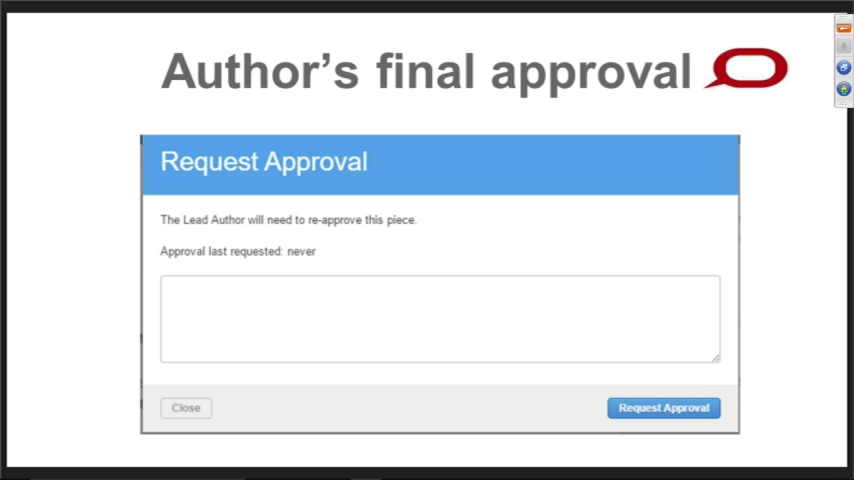 Author's final approval
Request Approval
The Lead Author will need to re-approve this piece.
Approval last requested: never
Close
Request Approval